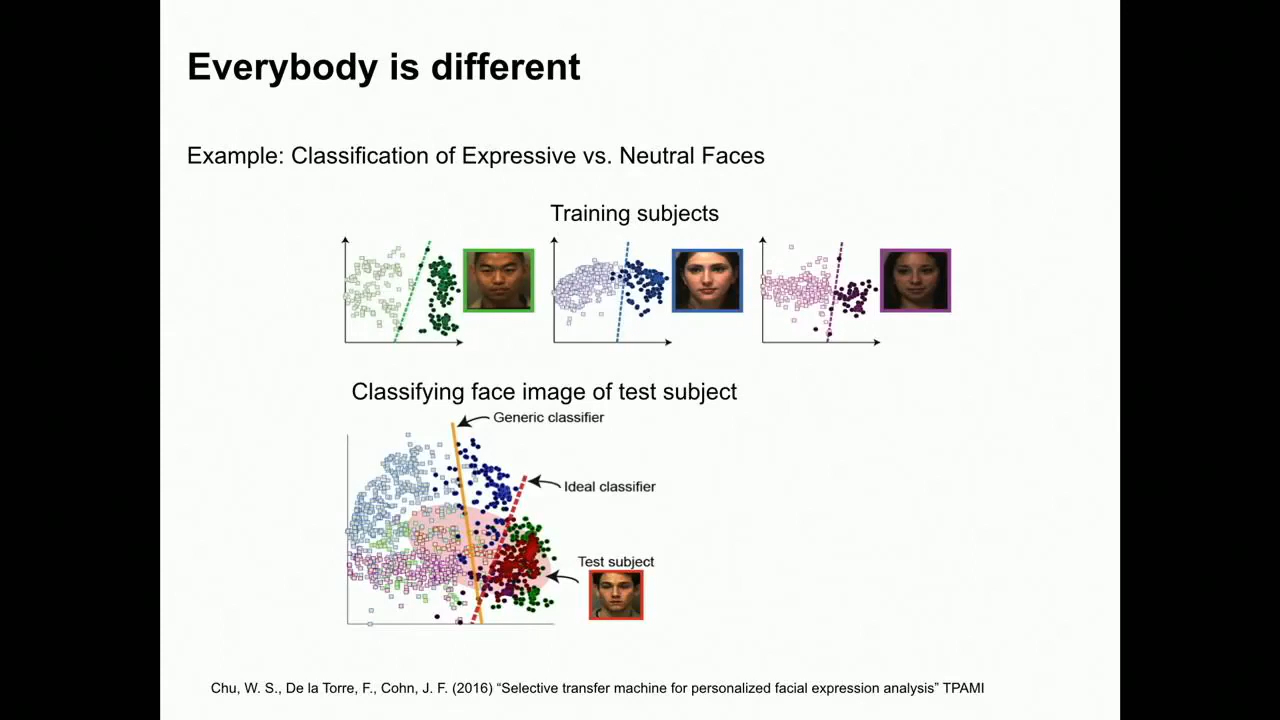 Everybody is different
Example: Classification of Expressive vs. Neutral Faces
Training subjects
Classifying face image of test subject
Generic classifier
Ideal classifier
Test subject
Chu, W. S., De la Torre, F., Cohn, J. F. (2016) “Selective transfer machine for personalized facial expression analysis” TPAMI